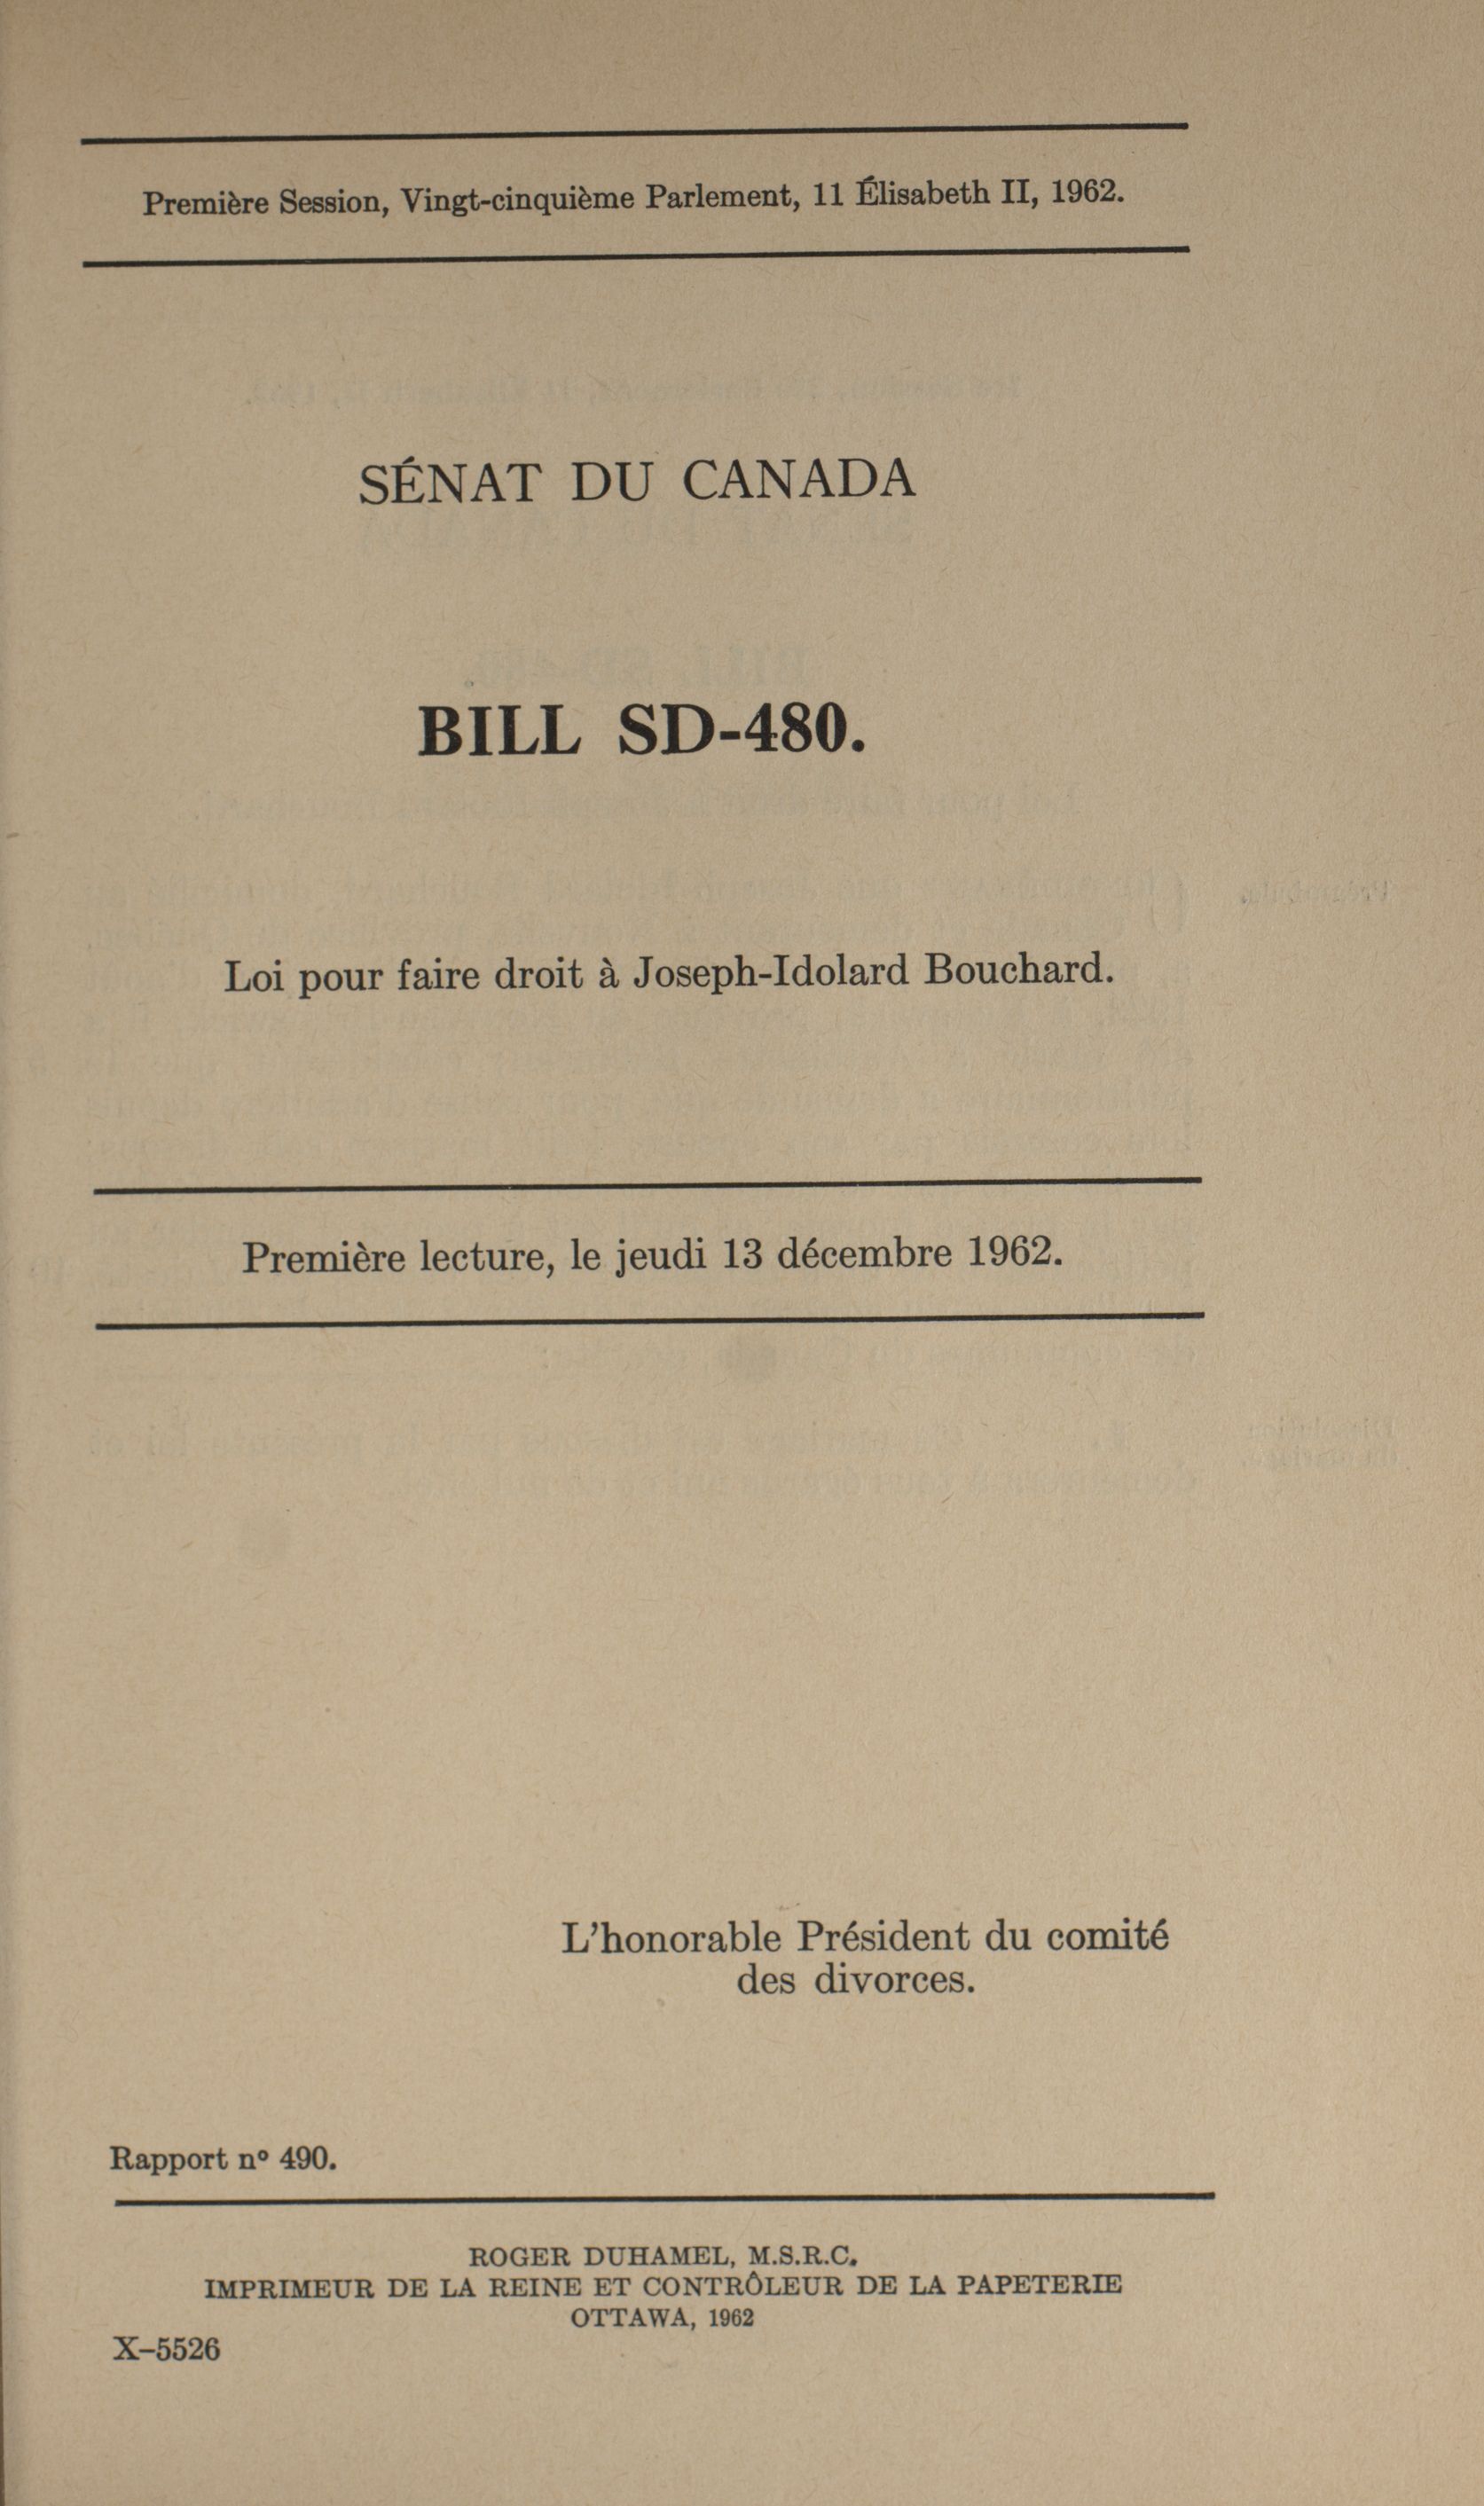 Première Session, Vingt-cinquième Parlement, 11 Élisabeth II, 1962.
SÉNAT DU CANADA
BILL SD-480.
Loi pour faire droit à Joseph-Idolard Bouchard.
Première lecture, le jeudi 13 décembre 1962.
L'honorable Président du comité
des divorces.
Rapport nº 490.
ROGER DUHAMEL, M.S.R.C.
IMPRIMEUR DE LA REINE ET CONTRÔLEUR DE LA PAPETERIE
OTTAWA, 1962
X–5526